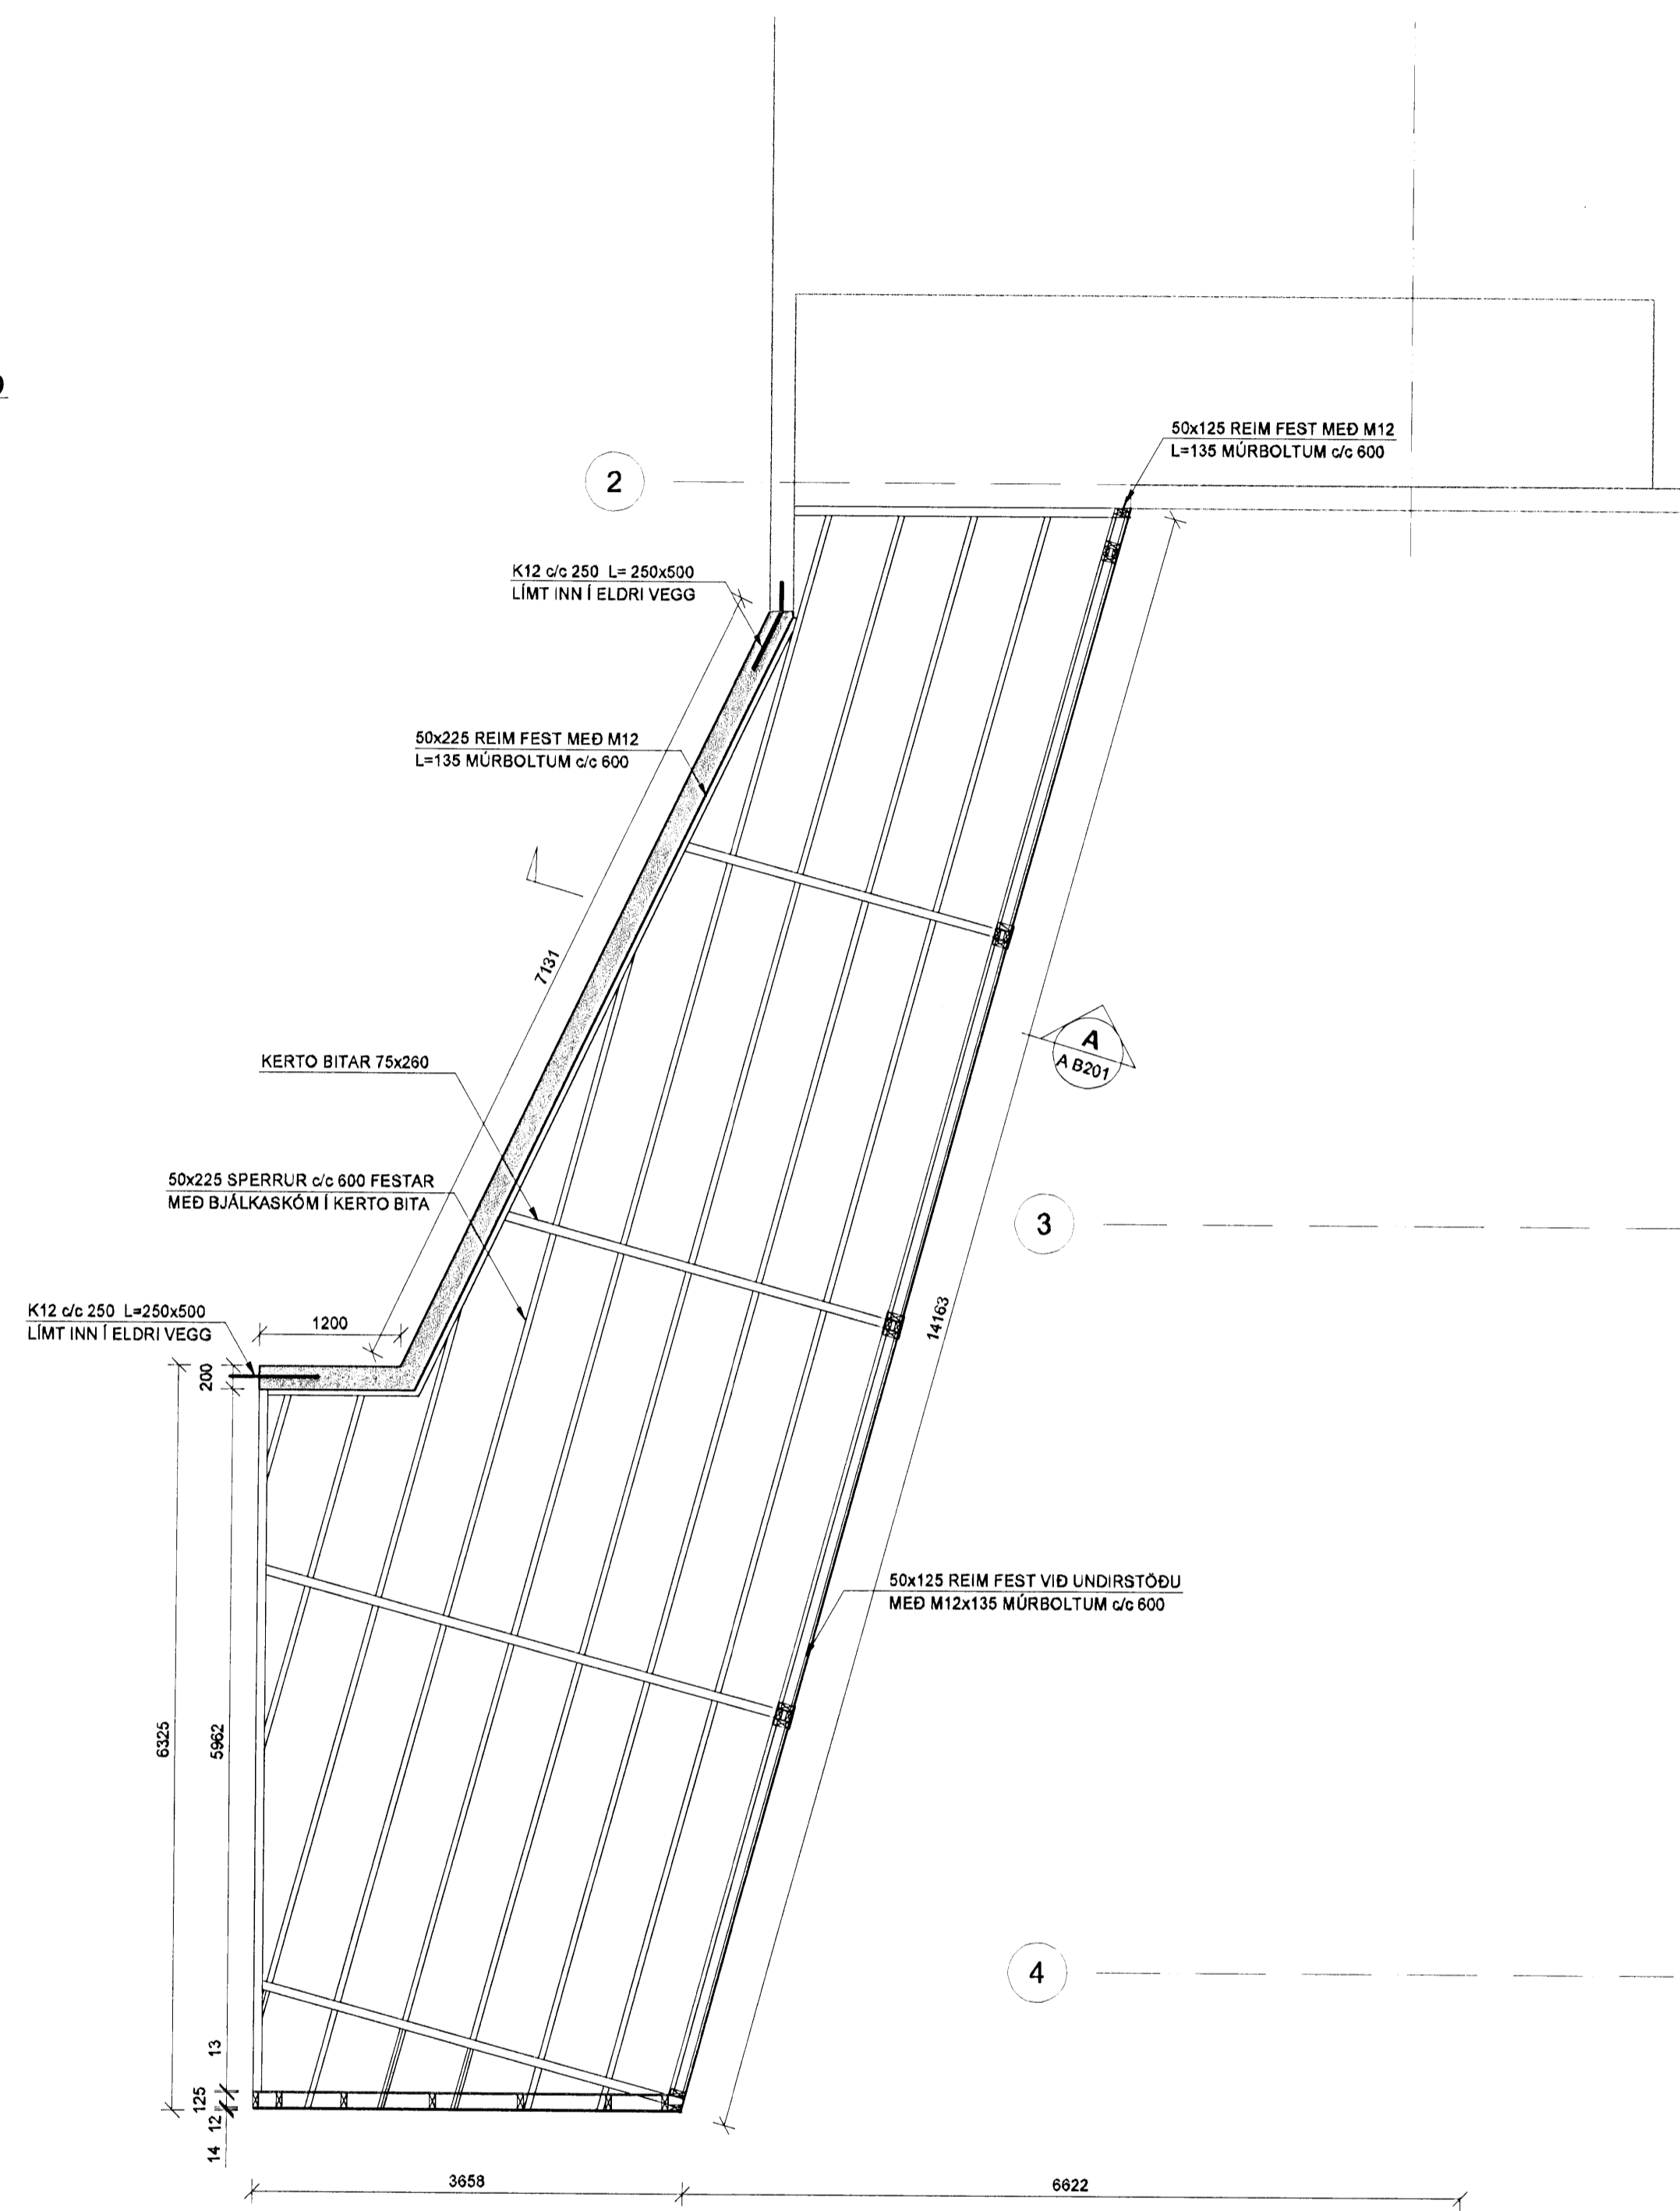 50x125 REIM FEST MEÐ M12
L=135 MÚRBOLTUM c/c 600
2
K12 c/c 250 L= 250x500
LÍMT INN Í ELDRI VEGG
50x225 REIM FEST MEÐ M12
L=135 MÚRBOLTUM c/c 600
7131
A
A B201
KERTO BITAR 75x260
50x225 SPERRUR c/c 600 FESTAR
MEÐ BJÁLKASKÓM Í KERTO BITA
3
14163
K12 c/c 250 L=250x500
LÍMT INN Í ELDRI VEGG
1200
200
50x125 REIM FEST VIÐ UNDIRSTÖÐU
MEÐ M12x135 MÚRBOLTUM c/c 600
6325
5962
4
13
125
12
14
3658
6622